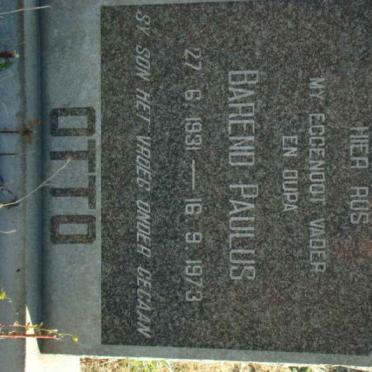 HIER RUS
MY EGGENOOT VADER
EN OUPA
BAREND PAULUS
27. 6. 1931 — 16. 9. 1973
SY SON HET VROEG ONDER GEGAAN
OTTO